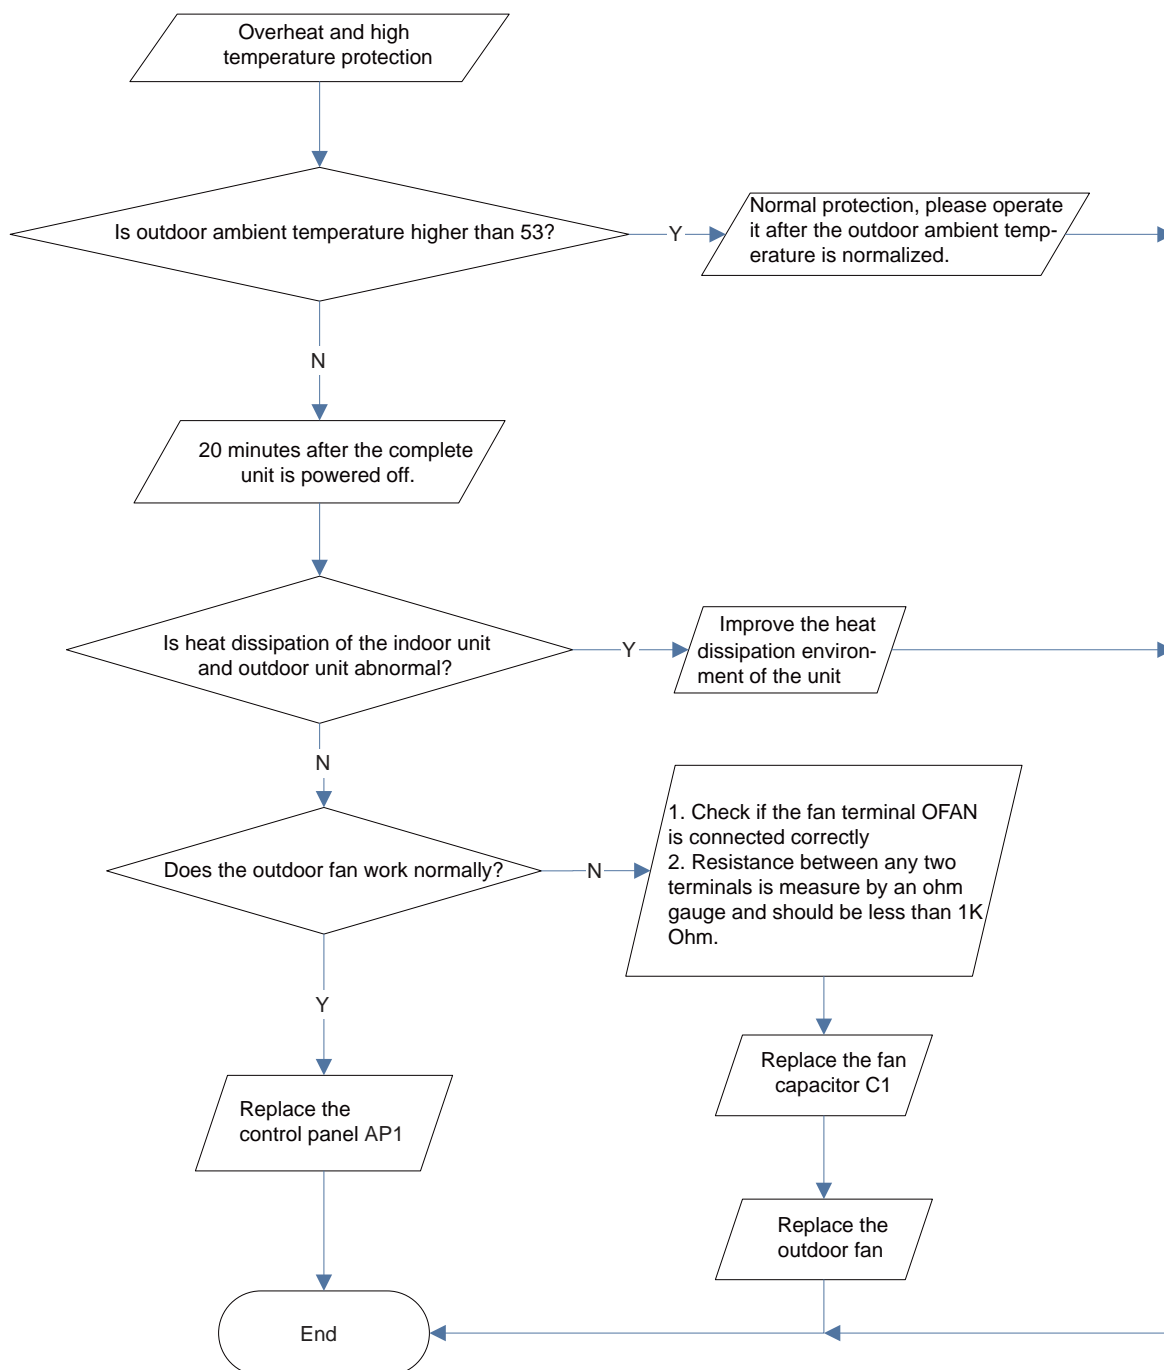 Overheat and high
temperature protection
Is outdoor ambient temperature higher than 53?
Y
Normal protection, please operate
it after the outdoor ambient temp-
erature is normalized.
N
20 minutes after the complete
unit is powered off.
Is heat dissipation of the indoor unit
and outdoor unit abnormal?
Y
Improve the heat
dissipation environ-
ment of the unit
N
Does the outdoor fan work normally?
N
1. Check if the fan terminal OFAN
is connected correctly
2. Resistance between any two
terminals is measure by an ohm
gauge and should be less than 1K
Ohm.
Y
Replace the fan
capacitor C1
Replace the
control panel AP1
Replace the
outdoor fan
End